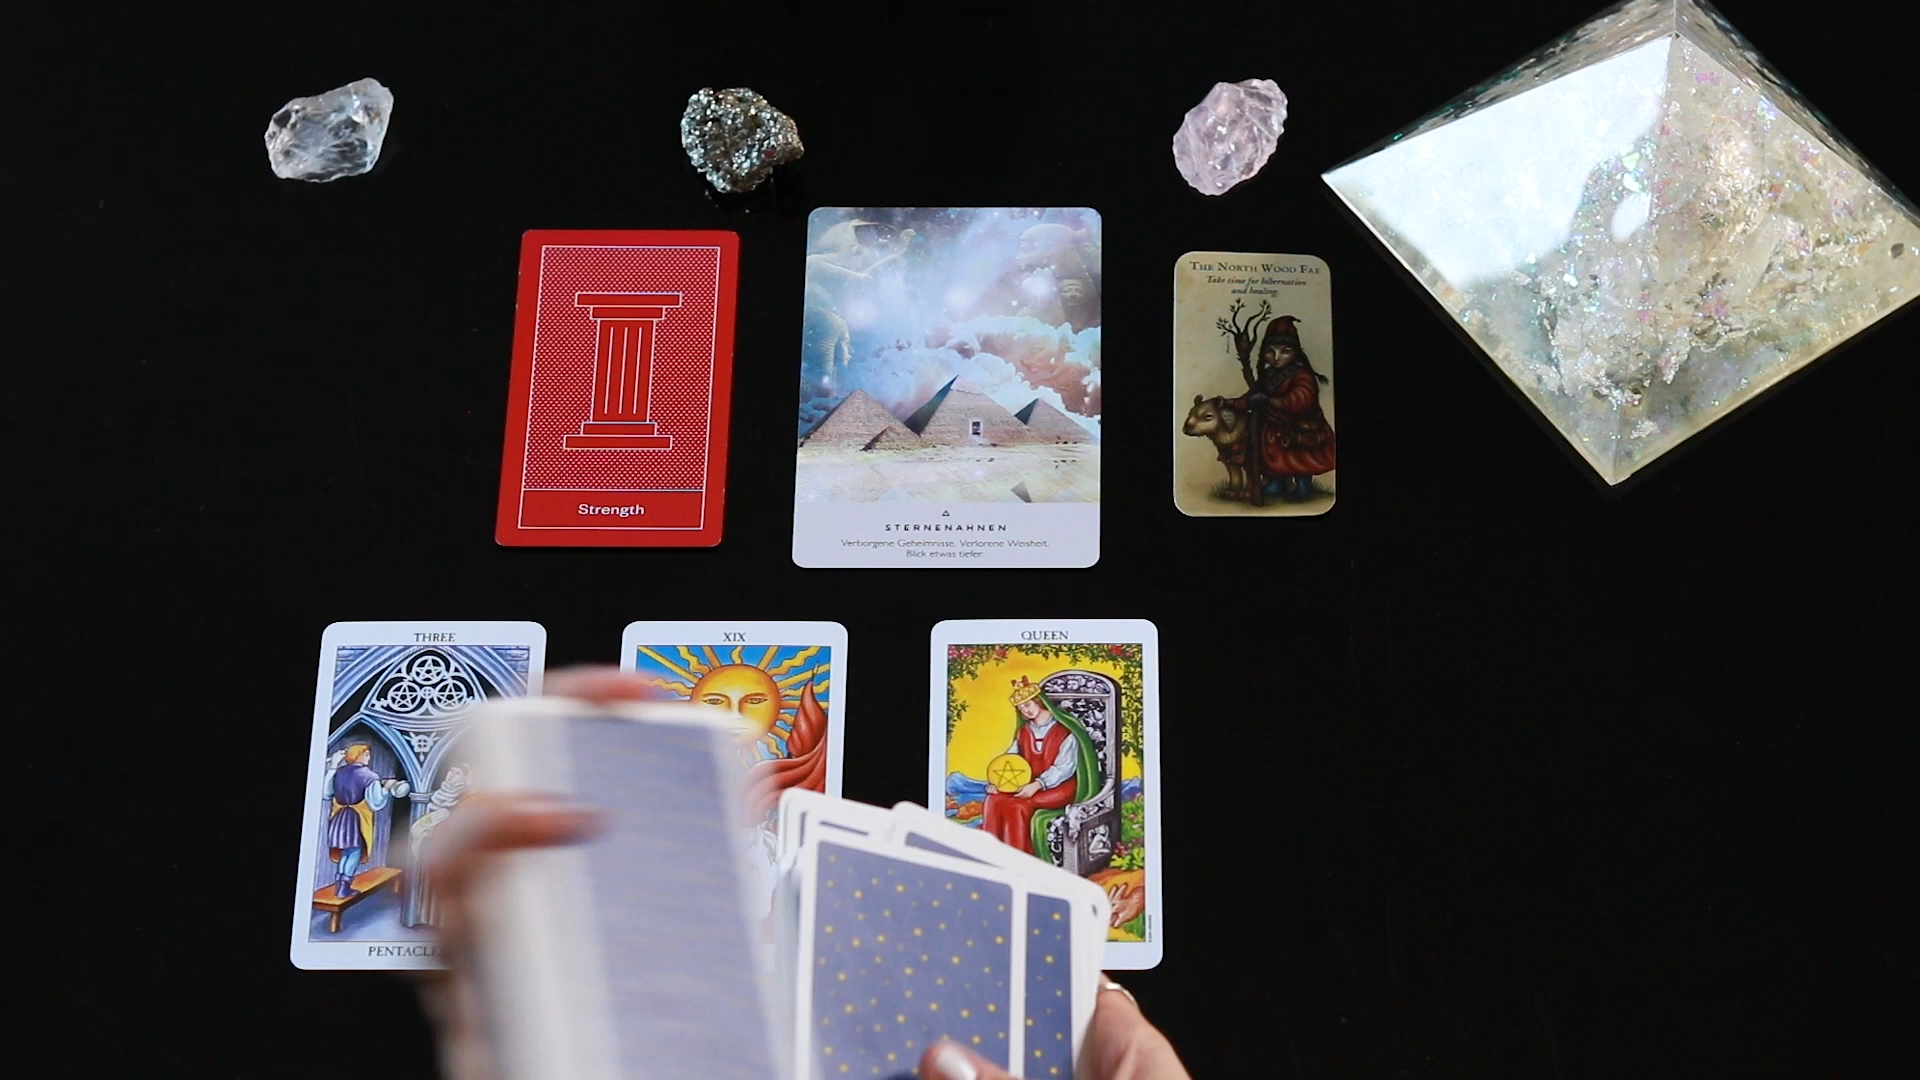 THE NORTH WOOD FAE
Take time for hibernation
and healing.
Strength
STERNENAHNEN
Verborgene Geheimnisse. Verlorene Weisheit.
Blick etwas tiefer.
THREE
XIX
QUEEN